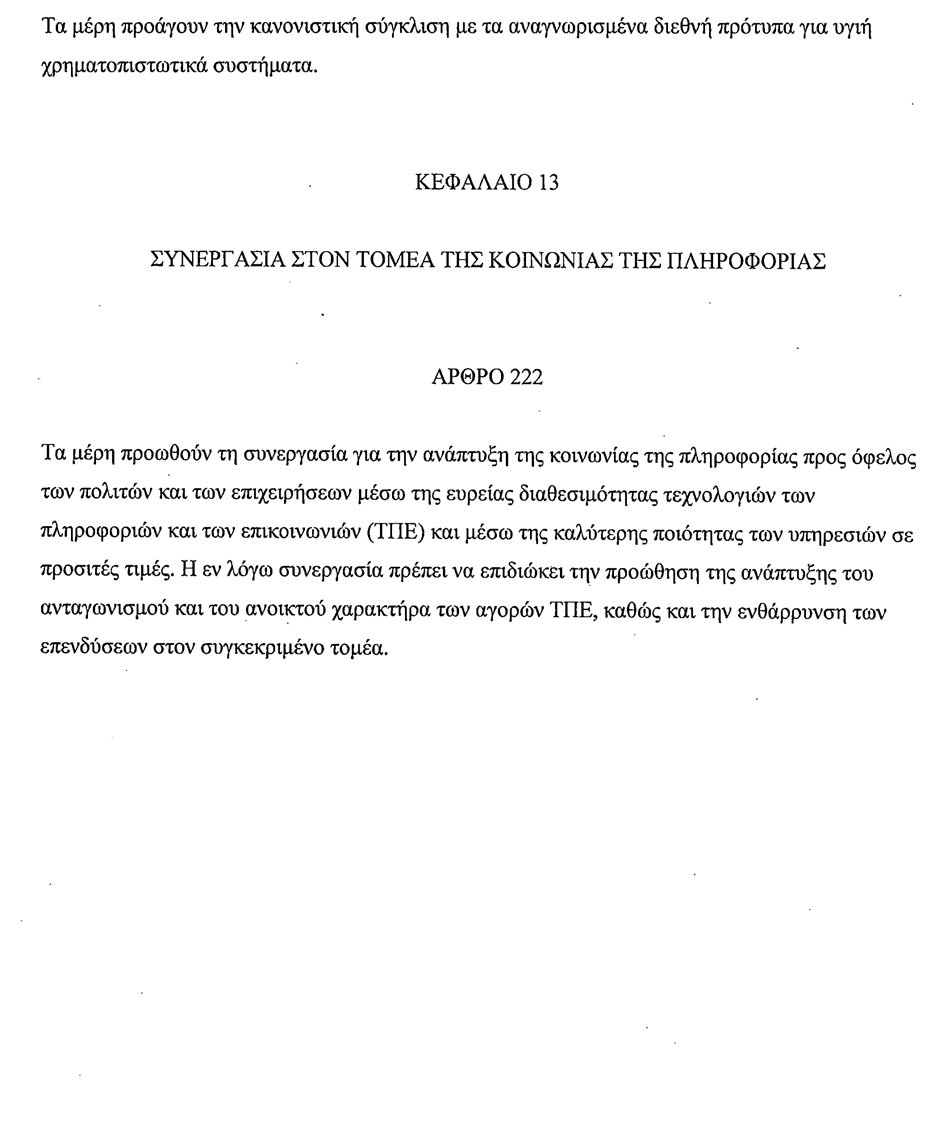 Τα μέρη προάγουν την κανονιστική σύγκλιση με τα αναγνωρισμένα διεθνή πρότυπα για υγιή
χρηματοπιστωτικά συστήματα.
ΚΕΦΑΛΑΙΟ 13
ΣΥΝΕΡΓΑΣΙΑ ΣΤΟΝ ΤΟΜΕΑ ΤΗΣ ΚΟΙΝΩΝΙΑΣ ΤΗΣ ΠΛΗΡΟΦΟΡΙΑΣ
ΑΡΘΡΟ 222
Τα μέρη προωθούν τη συνεργασία για την ανάπτυξη της κοινωνίας της πληροφορίας προς όφελος
των πολιτών και των επιχειρήσεων μέσω της ευρείας διαθεσιμότητας τεχνολογιών των
πληροφοριών και των επικοινωνιών (ΤΠΕ) και μέσω της καλύτερης ποιότητας των υπηρεσιών σε
προσιτές τιμές. Η εν λόγω συνεργασία πρέπει να επιδιώκει την προώθηση της ανάπτυξης του
ανταγωνισμού και του ανοικτού χαρακτήρα των αγορών ΤΠΕ, καθώς και την ενθάρρυνση των
επενδύσεων στον συγκεκριμένο τομέα.